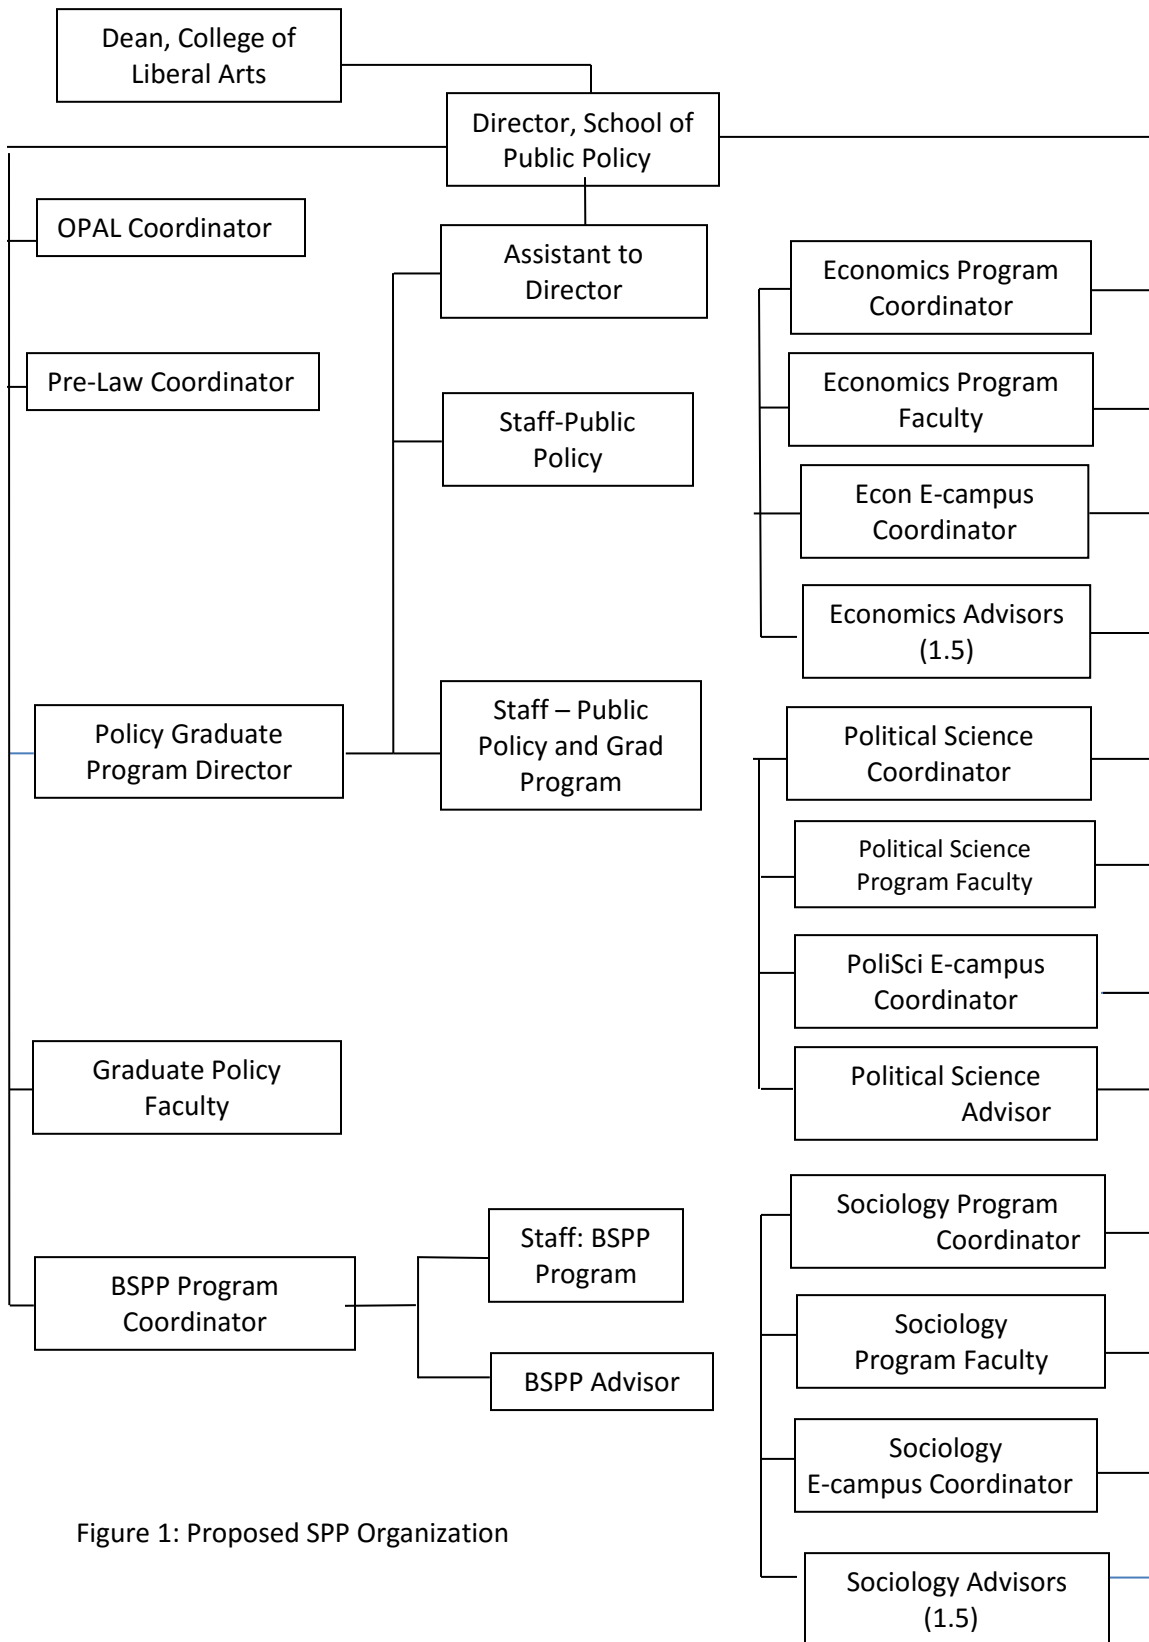 Dean, College of
Liberal Arts
Director, School of
Public Policy
OPAL Coordinator
Pre-Law Coordinator
Policy Graduate
Program Director
Graduate Policy
Faculty
BSPP Program
Coordinator
Assistant to
Director
Staff-Public
Policy
Staff – Public
Policy and Grad
Program
Staff: BSPP
Program
BSPP Advisor
Economics Program
Coordinator
Economics Program
Faculty
Econ E-campus
Coordinator
Economics Advisors
(1.5)
Political Science
Coordinator
Political Science
Program Faculty
PoliSci E-campus
Coordinator
Political Science
Advisor
Sociology Program
Coordinator
Sociology
Program Faculty
Sociology
E-campus Coordinator
Sociology Advisors
(1.5)
Figure 1: Proposed SPP Organization